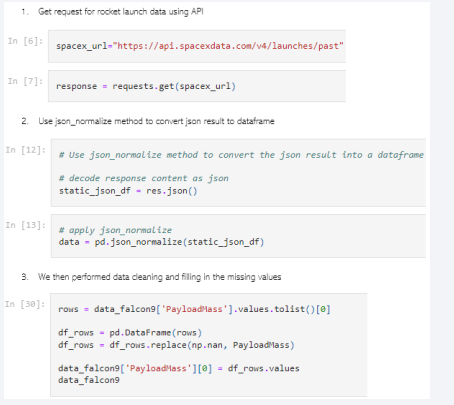 1. Get request for rocket launch data using API
In [6]: spacex_url="https://api.spacexdata.com/v4/launches/past"
In [7]: response = requests.get(spacex_url)
2. Use json_normalize method to convert json result to dataframe
In [12]: # Use json_normalize method to convert the json result into a dataframe
# decode response content as json
static_json_df = res.json()
In [13]: # apply json_normalize
data = pd.json_normalize(static_json_df)
3. We then performed data cleaning and filling in the missing values
In [30]: rows = data_falcon9['PayloadMass'].values.tolist()[0]
df_rows = pd.DataFrame(rows)
df_rows = df_rows.replace(np.nan, PayloadMass)
data_falcon9['PayloadMass'][0] = df_rows.values
data_falcon9